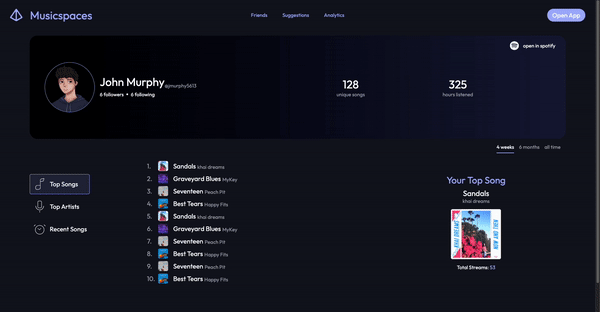 Musicspaces
Friends
Suggestions
Analytics
Open App
open in spotify
John Murphy @jmurphy5613
6 followers • 6 following
128
unique songs
325
hours listened
4 weeks
6 months
all time
Top Songs
Top Artists
Recent Songs
1. Sandals khai dreams
2. Graveyard Blues MyKey
3. Seventeen Peach Pit
4. Best Tears Happy Fits
5. Sandals khai dreams
6. Graveyard Blues MyKey
7. Seventeen Peach Pit
8. Best Tears Happy Fits
9. Seventeen Peach Pit
10. Best Tears Happy Fits
Your Top Song
Sandals
khai dreams
Total Streams: 53